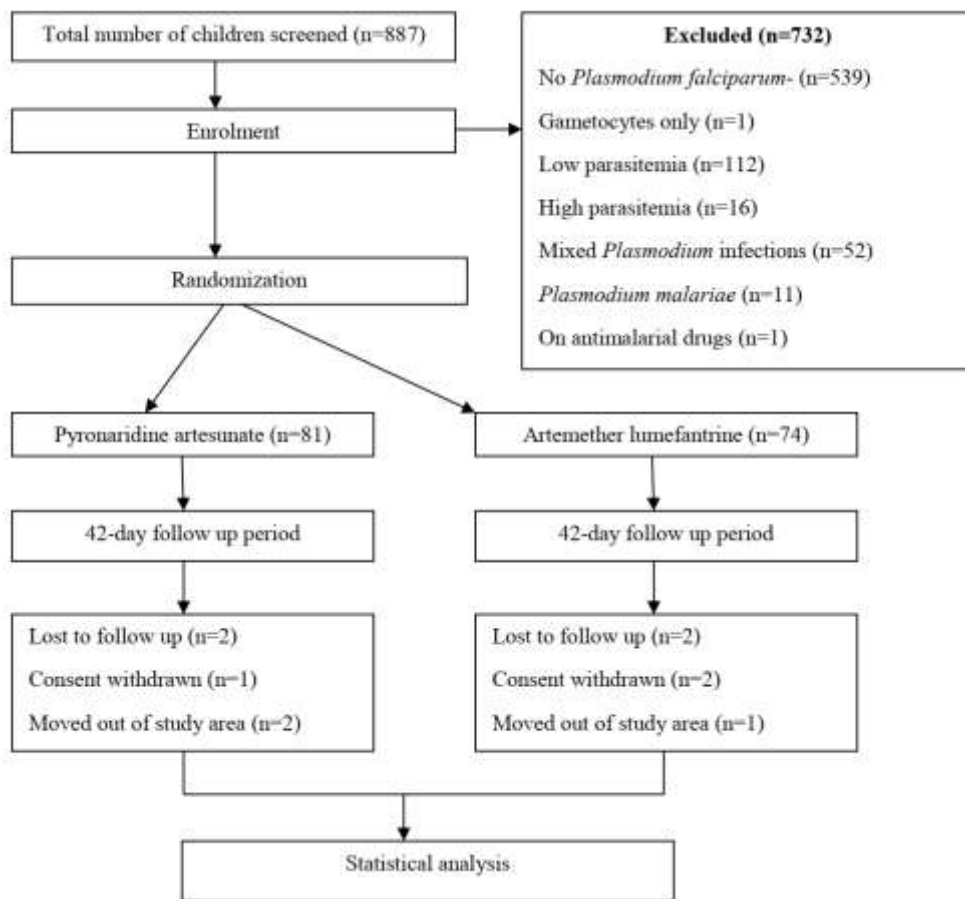 Total number of children screened (n=887)
Excluded (n=732)
No Plasmodium falciparum- (n=539)
Gametocytes only (n=1)
Low parasitemia (n=112)
High parasitemia (n=16)
Mixed Plasmodium infections (n=52)
Plasmodium malariae (n=11)
On antimalarial drugs (n=1)
Enrolment
Randomization
Pyronaridine artesunate (n=81)
Artemether lumefantrine (n=74)
42-day follow up period
42-day follow up period
Lost to follow up (n=2)
Consent withdrawn (n=1)
Moved out of study area (n=2)
Lost to follow up (n=2)
Consent withdrawn (n=2)
Moved out of study area (n=1)
Statistical analysis